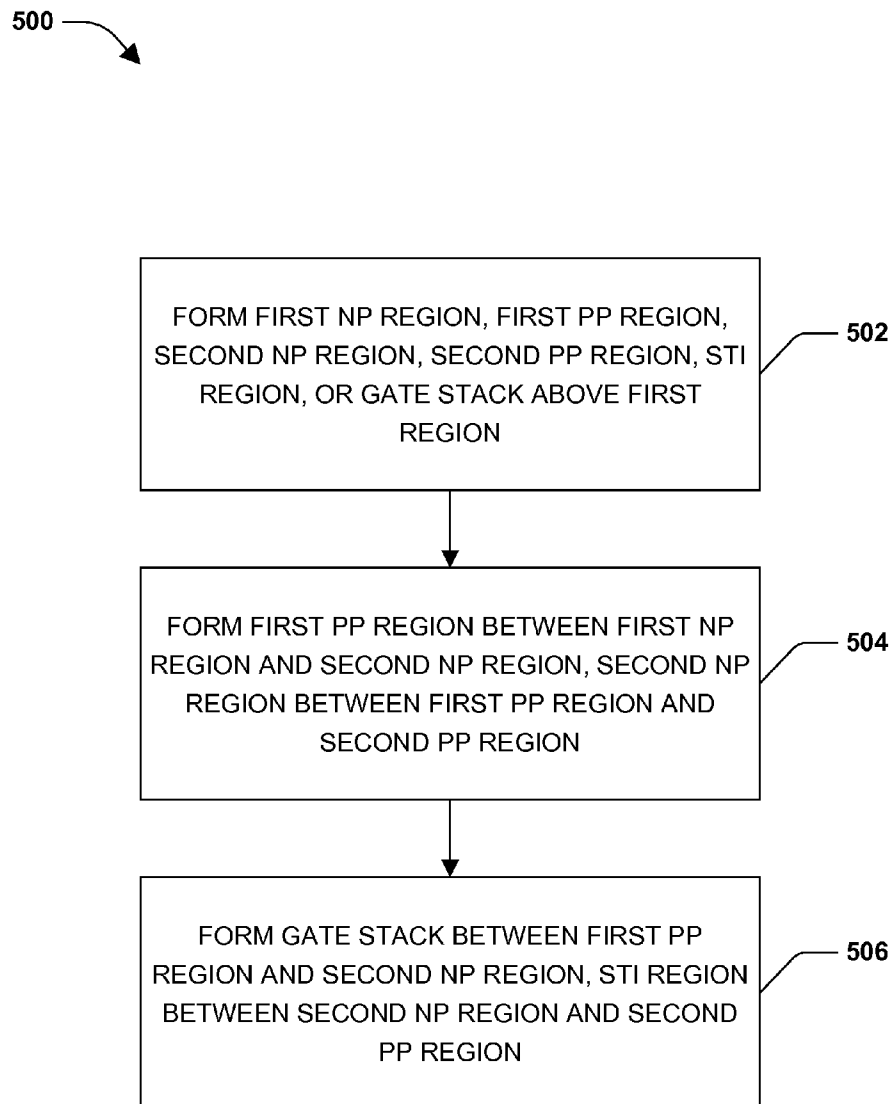 500
FORM FIRST NP REGION, FIRST PP REGION,
SECOND NP REGION, SECOND PP REGION, STI
REGION, OR GATE STACK ABOVE FIRST
REGION
502
FORM FIRST PP REGION BETWEEN FIRST NP
REGION AND SECOND NP REGION, SECOND NP
REGION BETWEEN FIRST PP REGION AND
SECOND PP REGION
504
FORM GATE STACK BETWEEN FIRST PP
REGION AND SECOND NP REGION, STI REGION
BETWEEN SECOND NP REGION AND SECOND
PP REGION
506